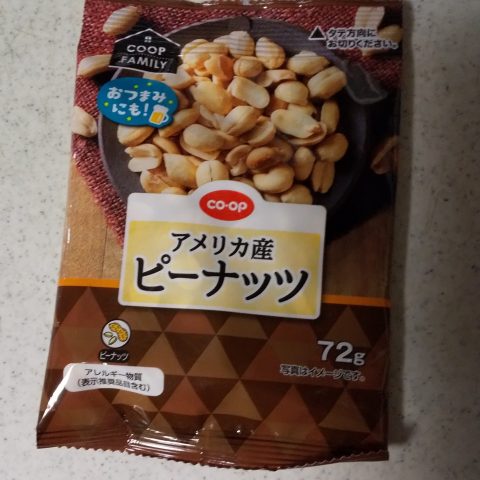 COOP
FAMILY
▲タテ方向に
お切りください。
おつまみ
にも!
CO・OP
アメリカ産
ピーナッツ
ピーナッツ
アレルギー物質
(表示推奨品目含む)
72g
写真はイメージです。